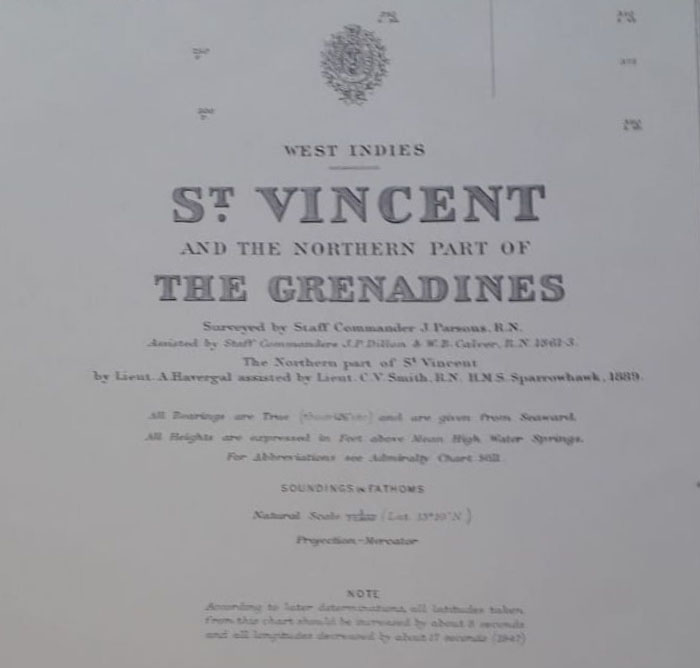 WEST INDIES
ST VINCENT
AND THE NORTHERN PART OF
THE GRENADINES
Surveyed by Staff Commander J. Parsons, R.N.
Assisted by Staff Commanders J.P. Dillon & W.B. Calver, R.N. 1861-3.
The Northern part of St Vincent
by Lieut. A. Havergal assisted by Lieut. C.V. Smith, R.N. H.M.S. Sparrowhawk, 1889.
All Bearings are True and are given from Seaward.
All Heights are expressed in Feet above Mean High Water Springs.
For Abbreviations see Admiralty Chart
SOUNDINGS IN FATHOMS
Natural Scale (Lat. N)
Projection-Mercator
NOTE
According to later determinations, all latitudes taken
from this chart should be increased by about 8 seconds
and all longitudes decreased by about 17 seconds (1947)